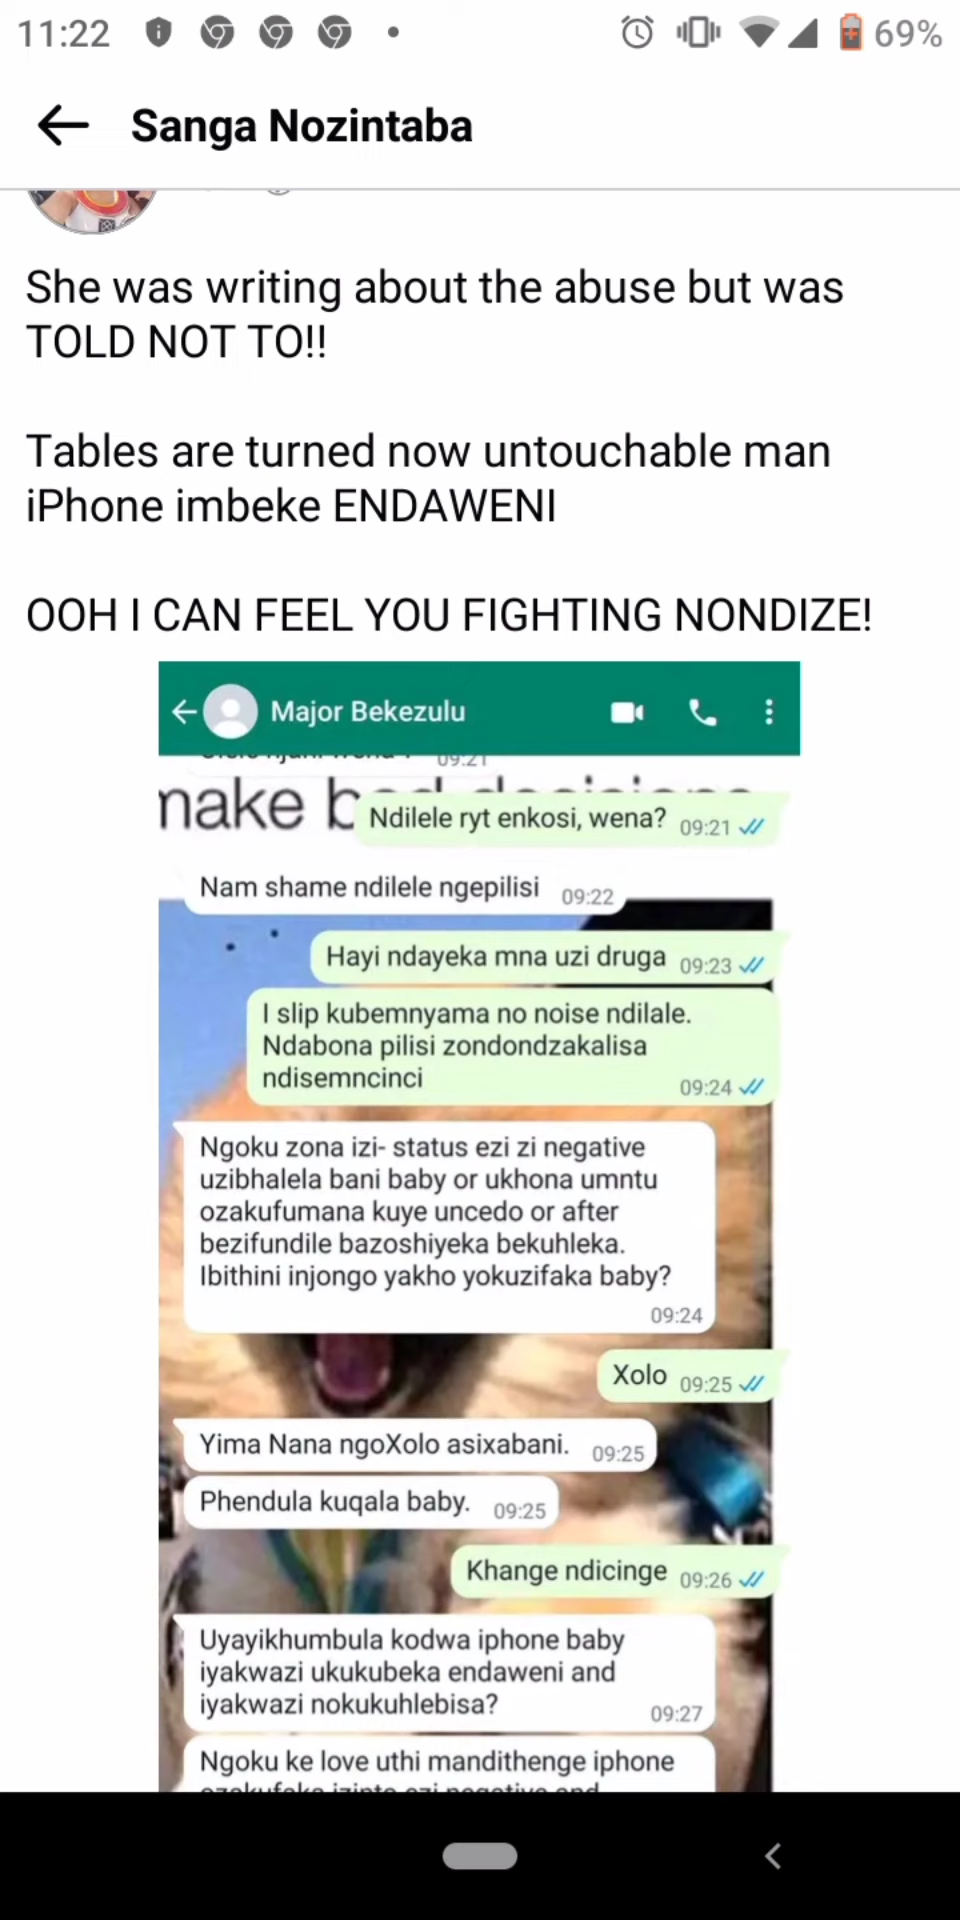 11:22
69%
Sanga Nozintaba
She was writing about the abuse but was
TOLD NOT TO!!
Tables are turned now untouchable man
iPhone imbeke ENDAWENI
OOH I CAN FEEL YOU FIGHTING NONDIZE!
Major Bekezulu
09:21
make
Ndilele ryt enkosi, wena? 09:21
Nam shame ndilele ngepilisi 09:22
Hayi ndayeka mna uzi druga 09:23
I slip kubemnyama no noise ndilale.
Ndabona pilisi zondondzakalisa
ndisemncinci 09:24
Ngoku zona izi- status ezi zi negative
uzibhalela bani baby or ukhona umntu
ozakufumana kuye uncedo or after
bezifundile bazoshiyeka bekuhleka.
Ibithini injongo yakho yokuzifaka baby?
09:24
Xolo 09:25
Yima Nana ngoXolo asixabani. 09:25
Phendula kuqala baby. 09:25
Khange ndicinge 09:26
Uyayikhumbula kodwa iphone baby
iyakwazi ukukubeka endaweni and
iyakwazi nokukuhlebisa? 09:27
Ngoku ke love uthi mandithenge iphone